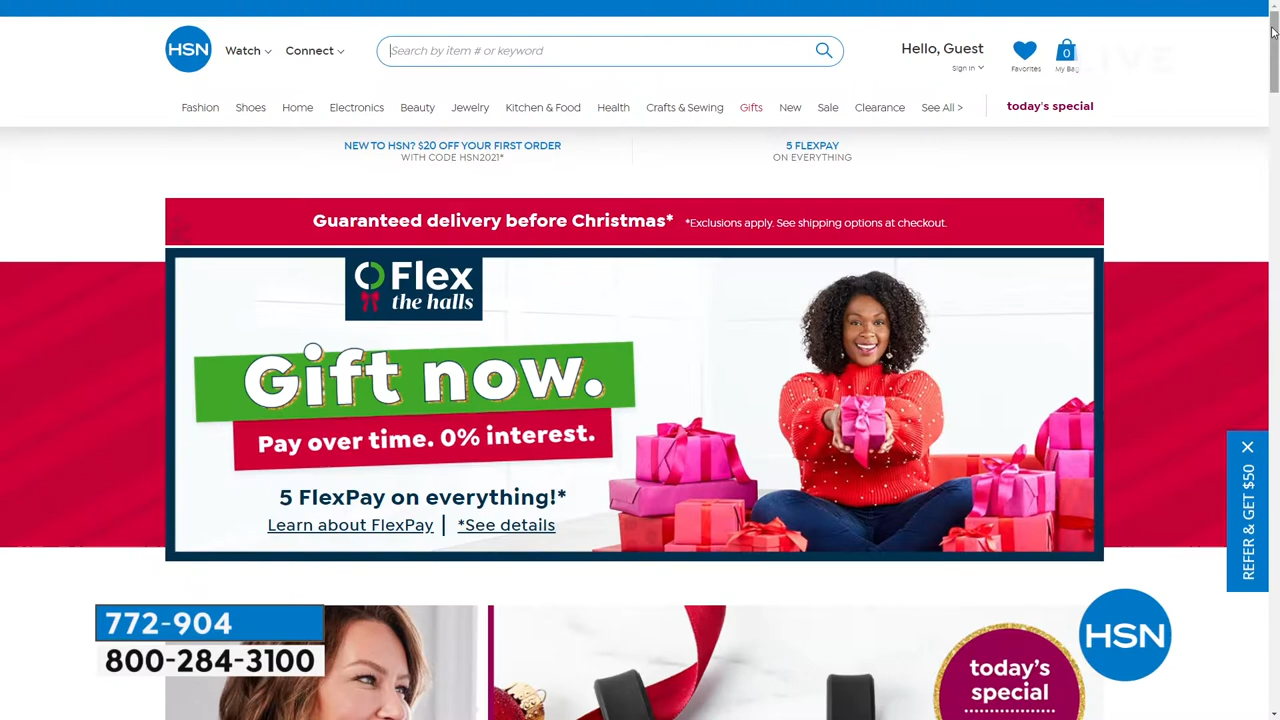 HSN
Watch
Connect
Search by item # or keyword
Hello, Guest
Sign In
Favorites
0
My Bag
LIVE
Fashion
Shoes
Home
Electronics
Beauty
Jewelry
Kitchen & Food
Health
Crafts & Sewing
Gifts
New
Sale
Clearance
See All >
today's special
NEW TO HSN? $20 OFF YOUR FIRST ORDER
WITH CODE HSN2021*
5 FLEXPAY
ON EVERYTHING
Guaranteed delivery before Christmas* *Exclusions apply. See shipping options at checkout.
Flex
the halls
Gift now.
Pay over time. 0% interest.
5 FlexPay on everything!*
Learn about FlexPay | *See details
REFER & GET $50
772-904
800-284-3100
HSN
today's
special